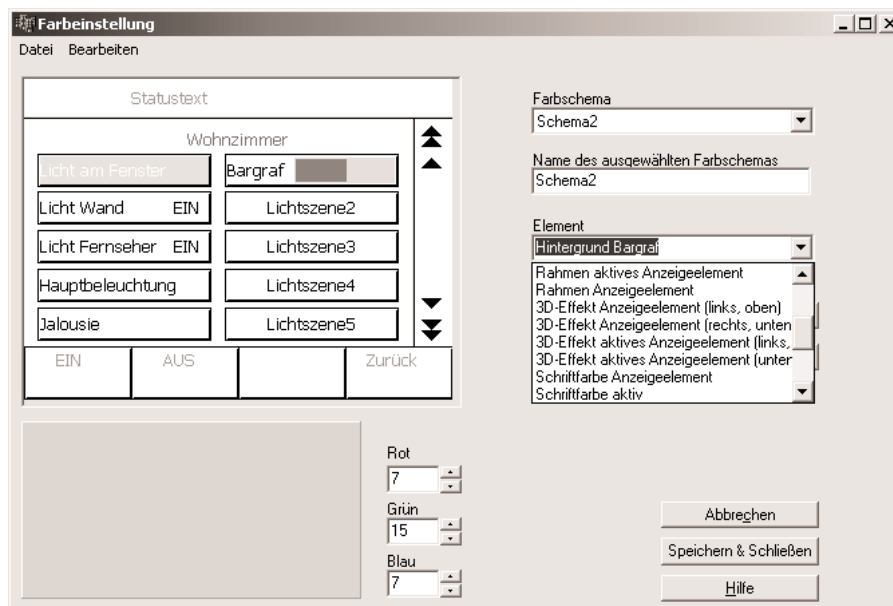 Farbeinstellung
Datei Bearbeiten
Statustext
Wohnzimmer
Licht am Fenster
Bargraf
Licht Wand EIN
Lichtszene2
Licht Fernseher EIN
Lichtszene3
Hauptbeleuchtung
Lichtszene4
Jalousie
Lichtszene5
EIN AUS Zurück
Farbschema
Schema2
Name des ausgewählten Farbschemas
Schema2
Element
Hintergrund Bargraf
Rahmen aktives Anzeigeelement
Rahmen Anzeigeelement
3D-Effekt Anzeigeelement (links, oben)
3D-Effekt Anzeigeelement (rechts, unten
3D-Effekt aktives Anzeigeelement (links,
3D-Effekt aktives Anzeigeelement (unter
Schriftfarbe Anzeigeelement
Schriftfarbe aktiv
Rot
7
Grün
15
Blau
7
Abbrechen
Speichern & Schließen
Hilfe